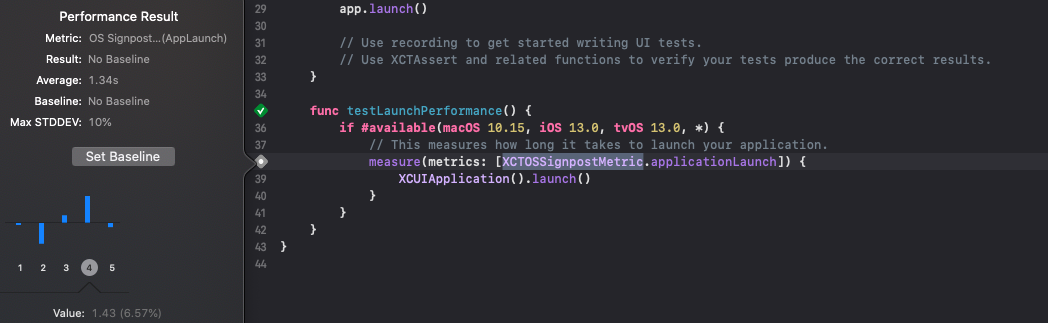 Performance Result
Metric: OS Signpost...(AppLaunch)
Result: No Baseline
Average: 1.34s
Baseline: No Baseline
Max STDDEV: 10%
Set Baseline
1 2 3 4 5
Value: 1.43 (6.57%)
29 app.launch()
30
31 // Use recording to get started writing UI tests.
32 // Use XCTAssert and related functions to verify your tests produce the correct results.
33 }
34
func testLaunchPerformance() {
36 if #available(macOS 10.15, iOS 13.0, tvOS 13.0, *) {
37 // This measures how long it takes to launch your application.
measure(metrics: [XCTOSSignpostMetric.applicationLaunch]) {
39 XCUIApplication().launch()
40 }
41 }
42 }
43 }
44